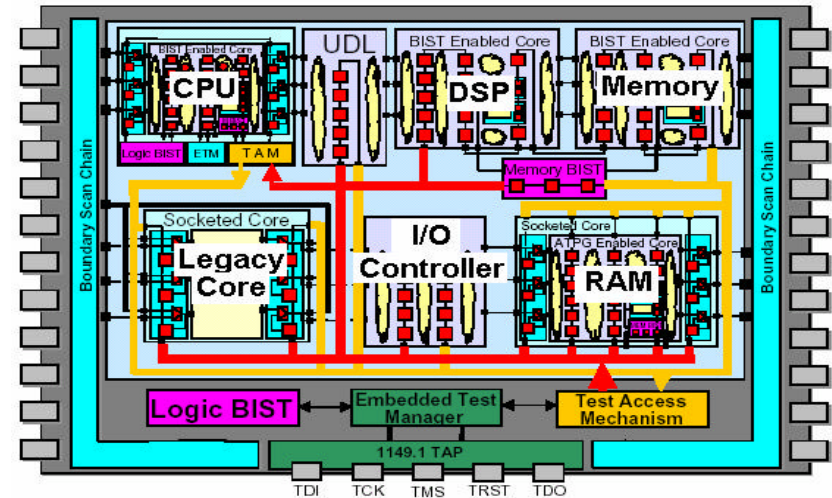 BIST Enabled Core
CPU
Logic BIST
ETM
T A M
UDL
BIST Enabled Core
DSP
BIST Enabled Core
Memory
Memory BIST
Boundary Scan Chain
Boundary Scan Chain
Socketed Core
Legacy
Core
I/O
Controller
Socketed Core
ATPG Enabled Core
RAM
Logic BIST
Embedded Test
Manager
Test Access
Mechanism
1149.1 TAP
TDI
TCK
TMS
TRST
TDO